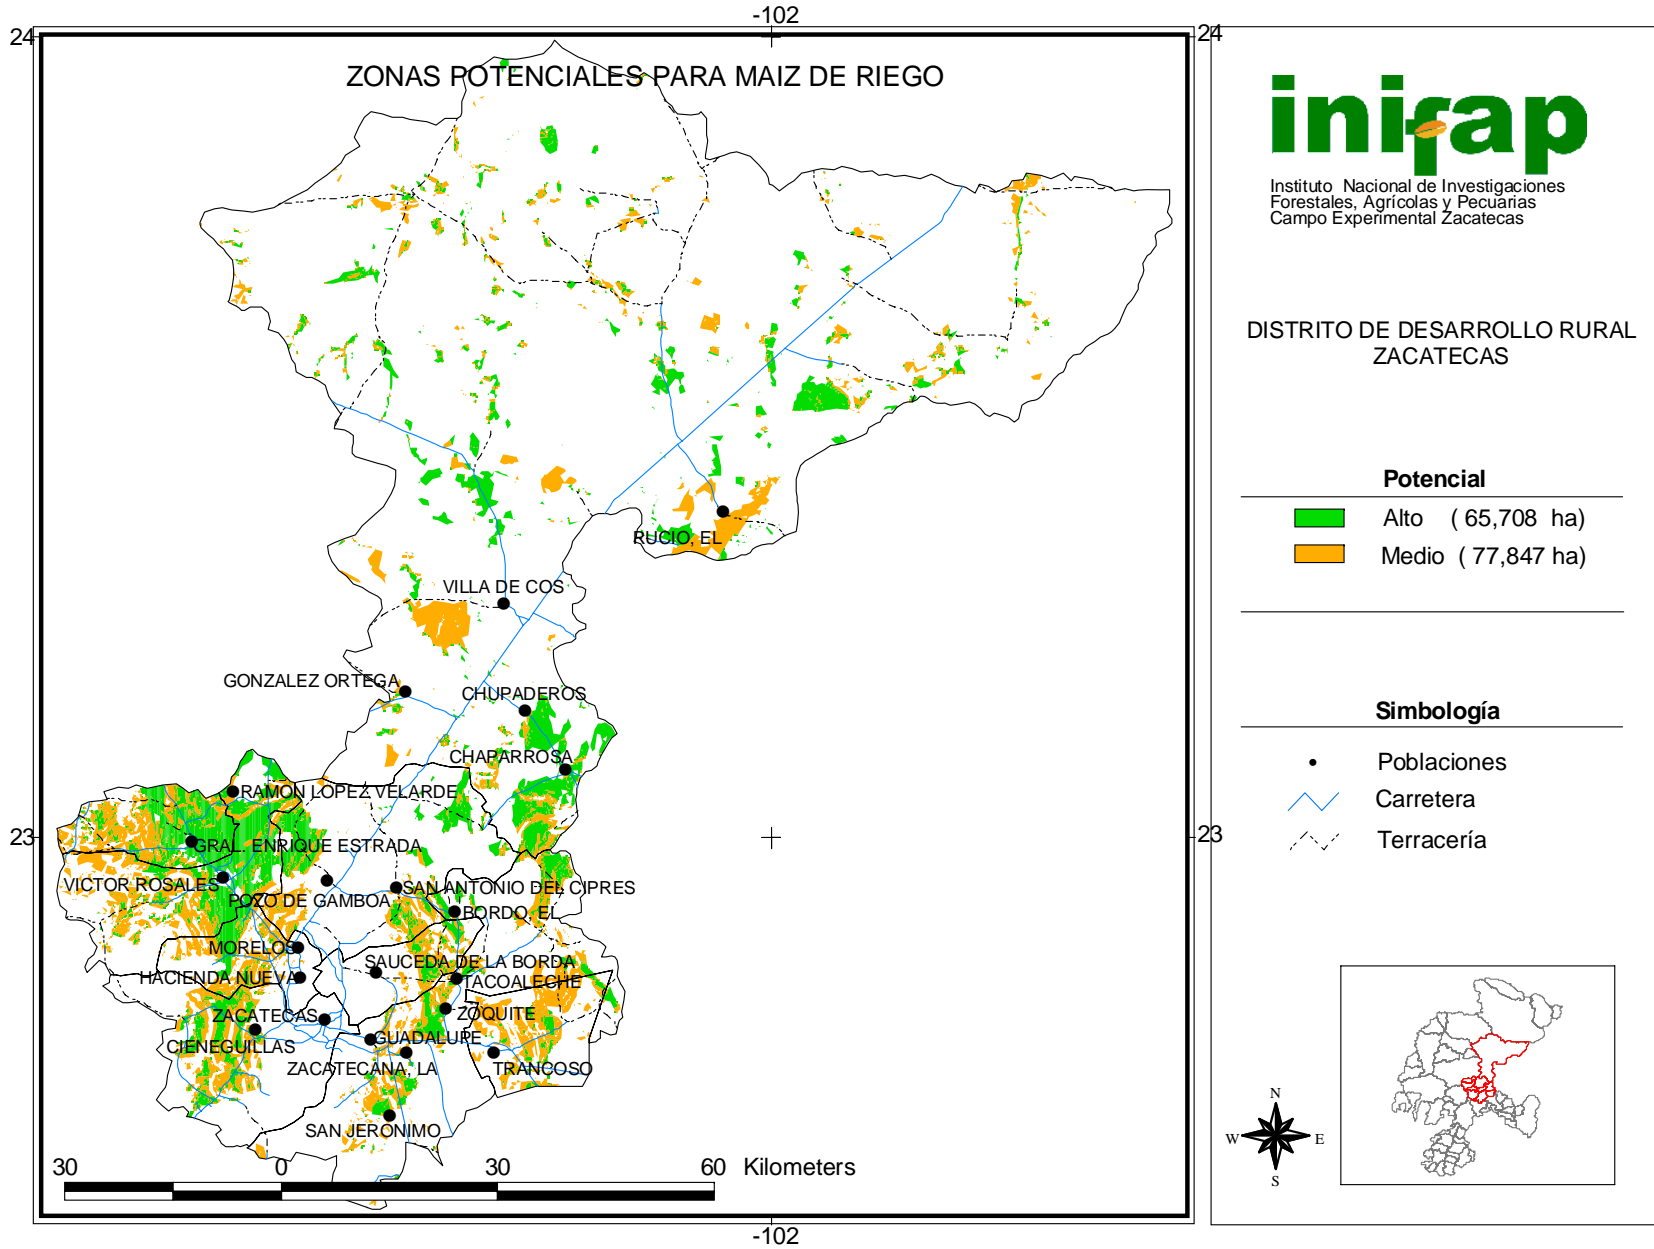 -102
24
24
ZONAS POTENCIALES PARA MAIZ DE RIEGO
RUCIO, EL
VILLA DE COS
GONZALEZ ORTEGA
CHUPADEROS
CHAPARROSA
RAMON LOPEZ VELARDE
23
23
GRAL. ENRIQUE ESTRADA
VICTOR ROSALES
SAN ANTONIO DEL CIPRES
POZO DE GAMBOA
BORDO, EL
MORELOS
SAUCEDA DE LA BORDA
HACIENDA NUEVA
TACOALECHE
ZACATECAS
ZOQUITE
CIENEGUILLAS
GUADALUPE
ZACATECANA, LA
TRANCOSO
SAN JERONIMO
30 0 30 60 Kilometers
-102
inifap
Instituto Nacional de Investigaciones
Forestales, Agrícolas y Pecuarias
Campo Experimental Zacatecas
DISTRITO DE DESARROLLO RURAL
ZACATECAS
Potencial
Alto ( 65,708 ha)
Medio ( 77,847 ha)
Simbología
Poblaciones
Carretera
Terracería
N
W E
S